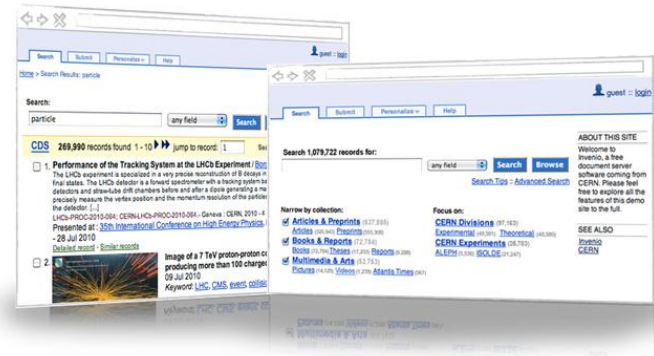 guest :: login
Search Submit Personalize Help
Home > Search Results: particle
Search:
particle any field Search
CDS 269,990 records found 1 - 10 jump to record: 1
1. Performance of the Tracking System at the LHCb Experiment /
The LHCb experiment is specialized in a very precise reconstruction of B decays in
final states. The LHCb detector is a forward spectrometer with a tracking system
detectors and straw-tube drift chambers before and after a dipole generating a
precisely measure the vertex position and the momentum resolution of the particles
the detector. [...]
LHCb-PROC-2010-064; CERN-LHCb-PROC-2010-064.- Geneva : CERN, 2010 - 4
Presented at : 35th International Conference on High Energy Physics,
- 28 Jul 2010
Detailed record - Similar records
2.
Image of a 7 TeV proton-proton
producing more than 100 charged
09 Jul 2010
Keyword: LHC, CMS, event,
guest :: login
Search Submit Personalize Help
Search 1,079,722 records for:
any field Search Browse
Search Tips :: Advanced Search
Narrow by collection:
Articles & Preprints
Articles Preprints
Books & Reports (72,784)
Books Theses Reports
Multimedia & Arts (53,753)
Pictures Videos Atlantis Times
Focus on:
CERN Divisions (97,163)
Experimental Theoretical
CERN Experiments
ALEPH ISOLDE
ABOUT THIS SITE
Welcome to
Invenio, a free
document server
software coming from
CERN. Please feel
free to explore all the
features of this demo
site to the full.
SEE ALSO
Invenio
CERN